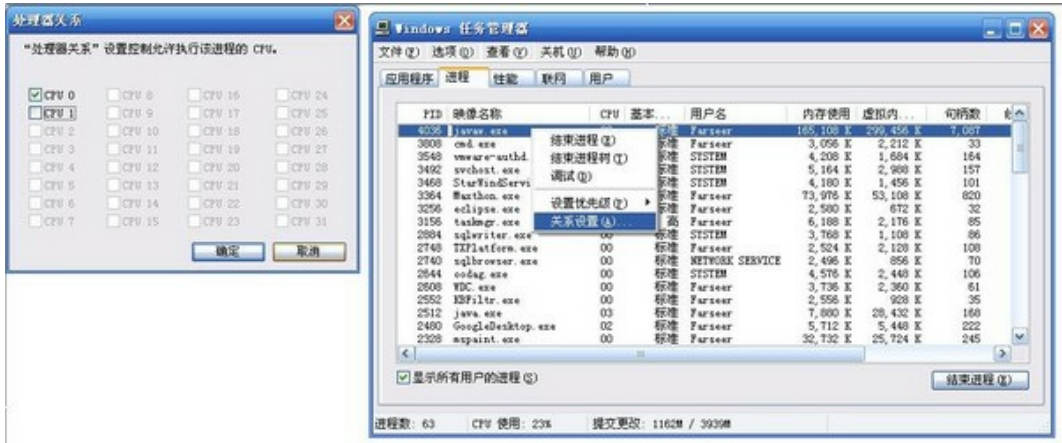 处理器关系
“处理器关系”设置控制允许执行该进程的 CPU。
CPU 0 CPU 8 CPU 16 CPU 24
CPU 1 CPU 9 CPU 17 CPU 25
CPU 2 CPU 10 CPU 18 CPU 26
CPU 3 CPU 11 CPU 19 CPU 27
CPU 4 CPU 12 CPU 20 CPU 28
CPU 5 CPU 13 CPU 21 CPU 29
CPU 6 CPU 14 CPU 22 CPU 30
CPU 7 CPU 15 CPU 23 CPU 31
确定 取消
Windows 任务管理器
文件(F) 选项(O) 查看(V) 关机(U) 帮助(H)
应用程序 进程 性能 联网 用户
PID 映像名称 CPU 基本... 用户名 内存使用 虚拟内... 句柄数
4036 javaw.exe 标准 Farseer 165,108 K 299,456 K 7,087
3808 cmd.exe 标准 Farseer 3,056 K 2,212 K 33
3548 vmware-authd. 标准 SYSTEM 4,208 K 1,684 K 164
3492 svchost.exe 标准 SYSTEM 5,164 K 2,988 K 157
3468 StarWindServi 标准 SYSTEM 4,180 K 1,456 K 101
3364 Maxthon.exe 标准 Farseer 73,976 K 53,108 K 820
3256 eclipse.exe 标准 Farseer 2,580 K 672 K 32
3156 taskmgr.exe 高 Farseer 6,188 K 2,176 K 85
2884 sqlwriter.exe 00 标准 SYSTEM 3,768 K 1,108 K 86
2748 TXPlatform.exe 00 标准 Farseer 2,524 K 2,128 K 108
2740 sqlbrowser.exe 00 标准 NETWORK SERVICE 2,496 K 856 K 70
2644 oodag.exe 00 标准 SYSTEM 4,576 K 2,448 K 106
2608 WDC.exe 00 标准 Farseer 3,736 K 2,360 K 61
2552 KBFiltr.exe 00 标准 Farseer 2,556 K 928 K 35
2512 java.exe 03 标准 Farseer 7,880 K 28,432 K 168
2480 GoogleDesktop.exe 02 标准 Farseer 5,712 K 5,448 K 222
2328 mspaint.exe 00 标准 Farseer 32,732 K 25,724 K 245
结束进程(E)
结束进程树(T)
调试(D)
设置优先级(P)
关系设置(A)...
显示所有用户的进程(S)
结束进程(E)
进程数: 63 CPU 使用: 23% 提交更改: 1162M / 3939M